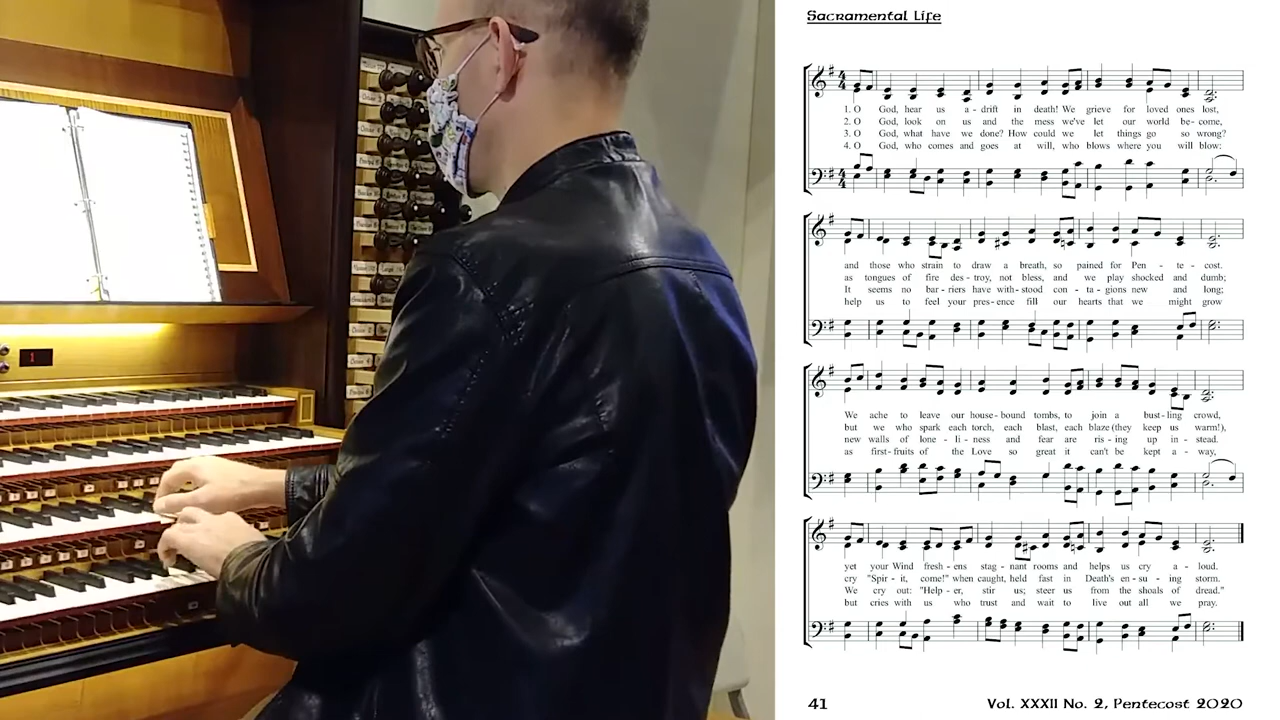 Sacramental Life
1. O God, hear us a - drift in death! We grieve for loved ones lost,
2. O God, look on us and the mess we've let our world be - come,
3. O God, what have we done? How could we let things go so wrong?
4. O God, who comes and goes at will, who blows where you will blow:
and those who strain to draw a breath, so pained for Pen - te - cost.
as tongues of fire des - troy, not bless, and we play shocked and dumb;
It seems no bar - riers have with - stood con - ta - gions new and long;
help us to feel your pres - ence fill our hearts that we might grow
We ache to leave our house - bound tombs, to join a bust - ling crowd,
but we who spark each torch, each blast, each blaze (they keep us warm!),
new walls of lone - li - ness and fear are ris - ing up in - stead.
as first - fruits of the Love so great it can't be kept a - way,
yet your Wind fresh - ens stag - nant rooms and helps us cry a - loud.
cry "Spir - it, come!" when caught, held fast in Death's en - su - ing storm.
We cry out: "Help - er, stir us; steer us from the shoals of dread."
but cries with us who trust and wait to live out all we pray.
41 Vol. XXXII No. 2, Pentecost 2020
1